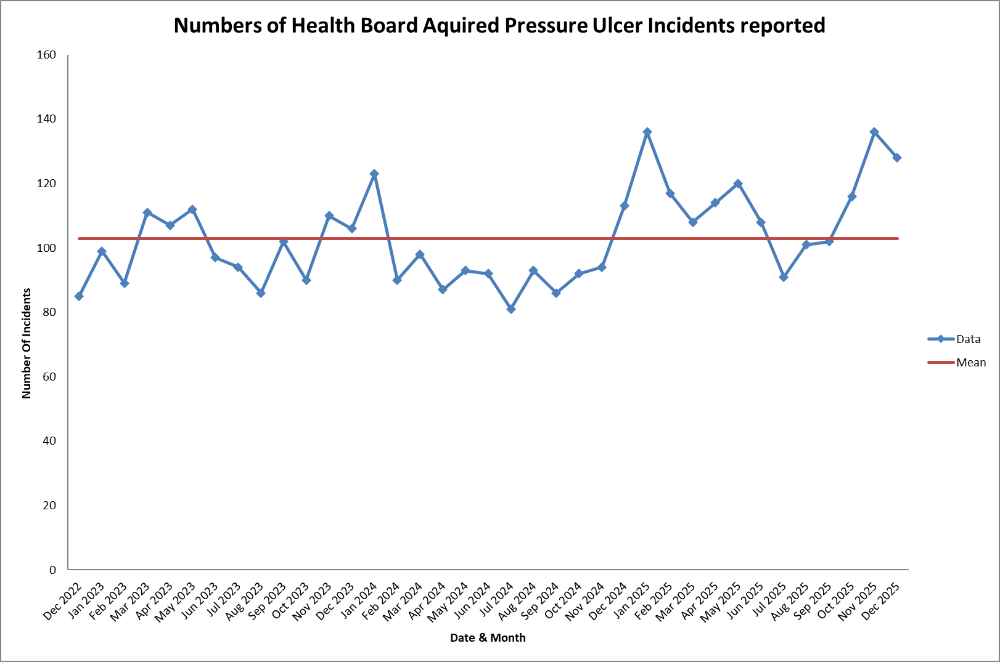 Numbers of Health Board Aquired Pressure Ulcer Incidents reported
160
140
120
100
80
60
40
20
0
Number Of Incidents
Data
Mean
Dec 2022
Jan 2023
Feb 2023
Mar 2023
Apr 2023
May 2023
Jun 2023
Jul 2023
Aug 2023
Sep 2023
Oct 2023
Nov 2023
Dec 2023
Jan 2024
Feb 2024
Mar 2024
Apr 2024
May 2024
Jun 2024
Jul 2024
Aug 2024
Sep 2024
Oct 2024
Nov 2024
Dec 2024
Jan 2025
Feb 2025
Mar 2025
Apr 2025
May 2025
Jun 2025
Jul 2025
Aug 2025
Sep 2025
Oct 2025
Nov 2025
Dec 2025
Date & Month